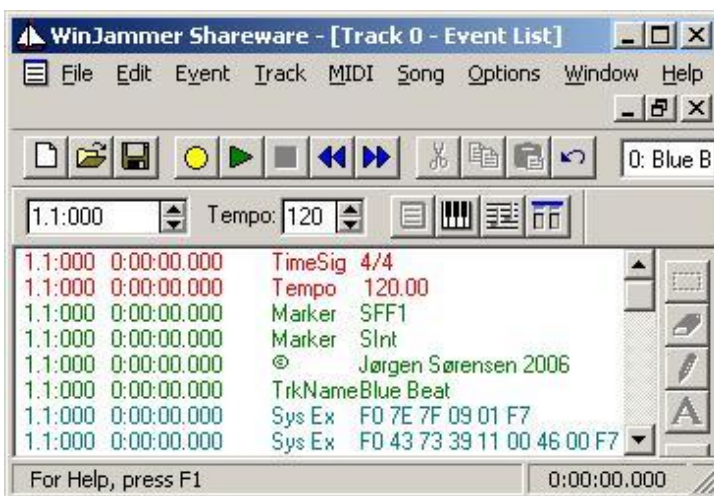 WinJammer Shareware - [Track 0 - Event List]
File Edit Event Track MIDI Song Options Window Help
0: Blue B
1.1:000 Tempo: 120
1.1:000 0:00:00.000 TimeSig 4/4
1.1:000 0:00:00.000 Tempo 120.00
1.1:000 0:00:00.000 Marker SFF1
1.1:000 0:00:00.000 Marker SInt
1.1:000 0:00:00.000 © Jørgen Sørensen 2006
1.1:000 0:00:00.000 TrkName Blue Beat
1.1:000 0:00:00.000 Sys Ex F0 7E 7F 09 01 F7
1.1:000 0:00:00.000 Sys Ex F0 43 73 39 11 00 46 00 F7
A
For Help, press F1 0:00:00.000